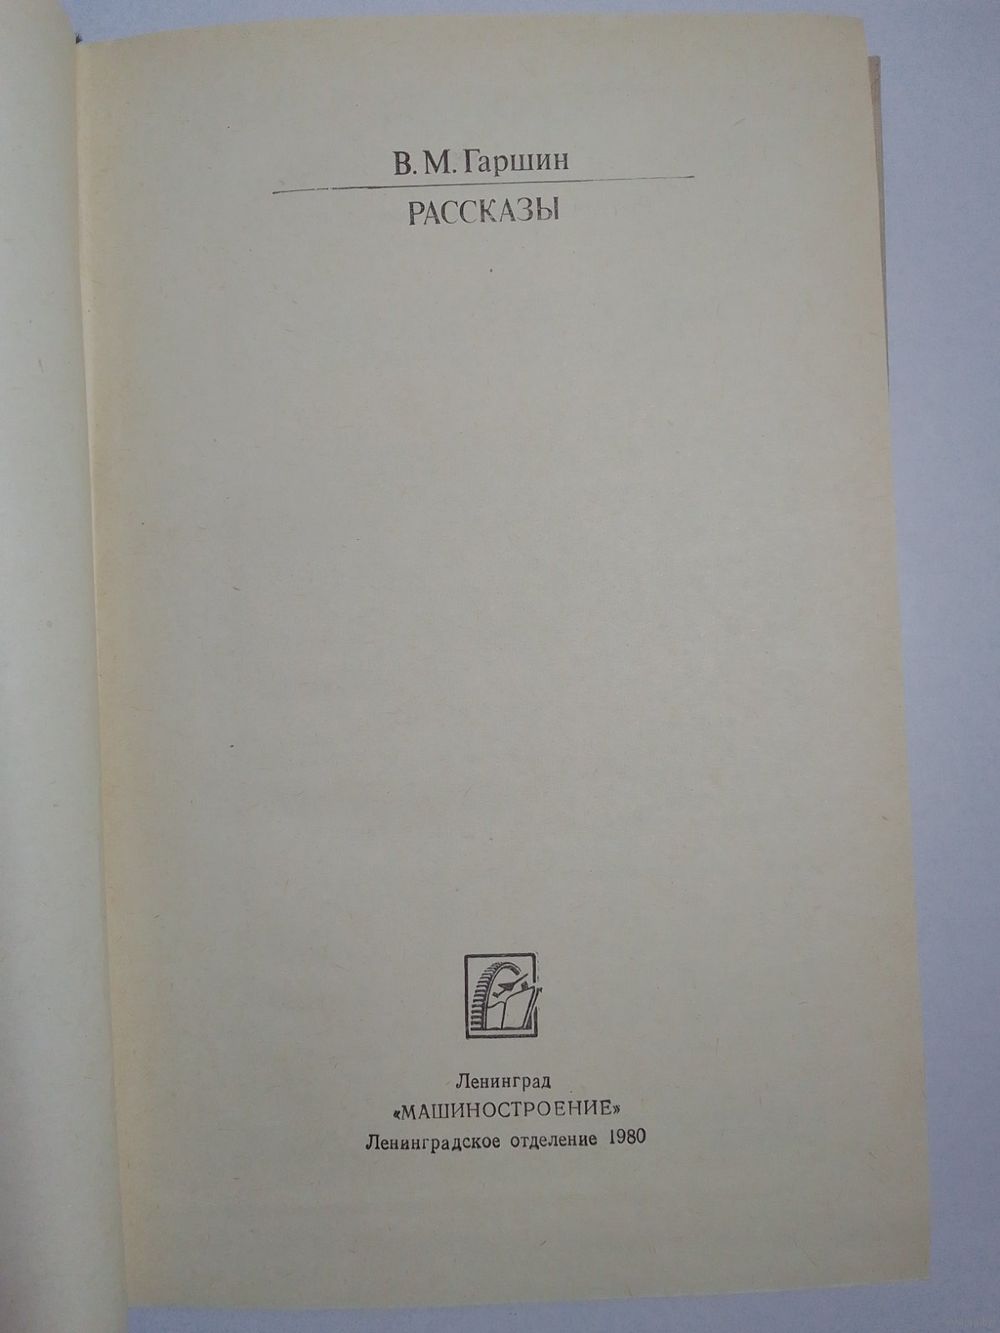 В. М. Гаршин
РАССКАЗЫ
Ленинград
«МАШИНОСТРОЕНИЕ»
Ленинградское отделение 1980